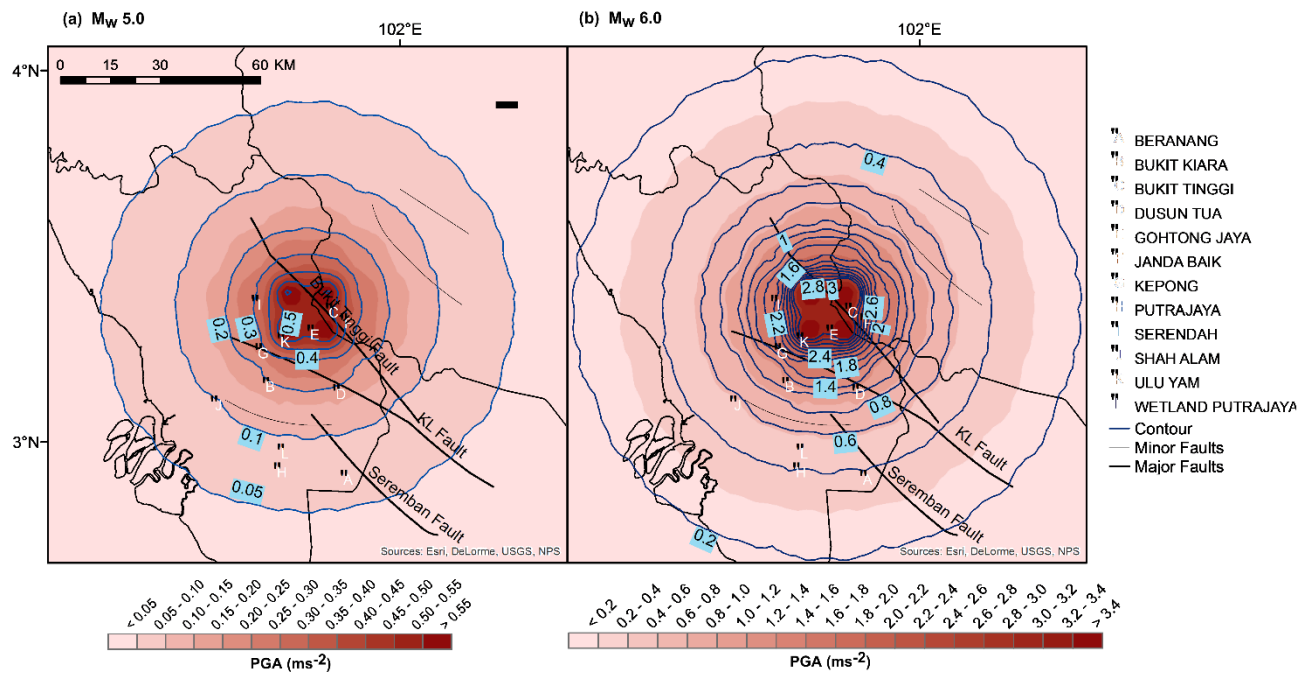 (a) Mw 5.0
102°E
(b) Mw 6.0
102°E
4°N
3°N
0 15 30 60 KM
0.2
0.3
0.5
0.4
0.1
0.05
Bukit Tinggi Fault
KL Fault
Seremban Fault
I
C
E
K
G
B
D
J
L
H
A
Sources: Esri, DeLorme, USGS, NPS
0.4
1
1.6
2.8
3
2.6
2.2
2.4
1.8
1.4
0.8
0.6
0.2
KL Fault
Seremban Fault
C
E
K
G
B
D
J
L
H
A
Sources: Esri, DeLorme, USGS, NPS
BERANANG
BUKIT KIARA
BUKIT TINGGI
DUSUN TUA
GOHTONG JAYA
JANDA BAIK
KEPONG
PUTRAJAYA
SERENDAH
SHAH ALAM
ULU YAM
WETLAND PUTRAJAYA
Contour
Minor Faults
Major Faults
< 0.05
0.05 - 0.10
0.10 - 0.15
0.15 - 0.20
0.20 - 0.25
0.25 - 0.30
0.30 - 0.35
0.35 - 0.40
0.40 - 0.45
0.45 - 0.50
0.50 - 0.55
> 0.55
PGA (ms-2)
< 0.2
0.2 - 0.4
0.4 - 0.6
0.6 - 0.8
0.8 - 1.0
1.0 - 1.2
1.2 - 1.4
1.4 - 1.6
1.6 - 1.8
1.8 - 2.0
2.0 - 2.2
2.2 - 2.4
2.4 - 2.6
2.6 - 2.8
2.8 - 3.0
3.0 - 3.2
3.2 - 3.4
> 3.4
PGA (ms-2)